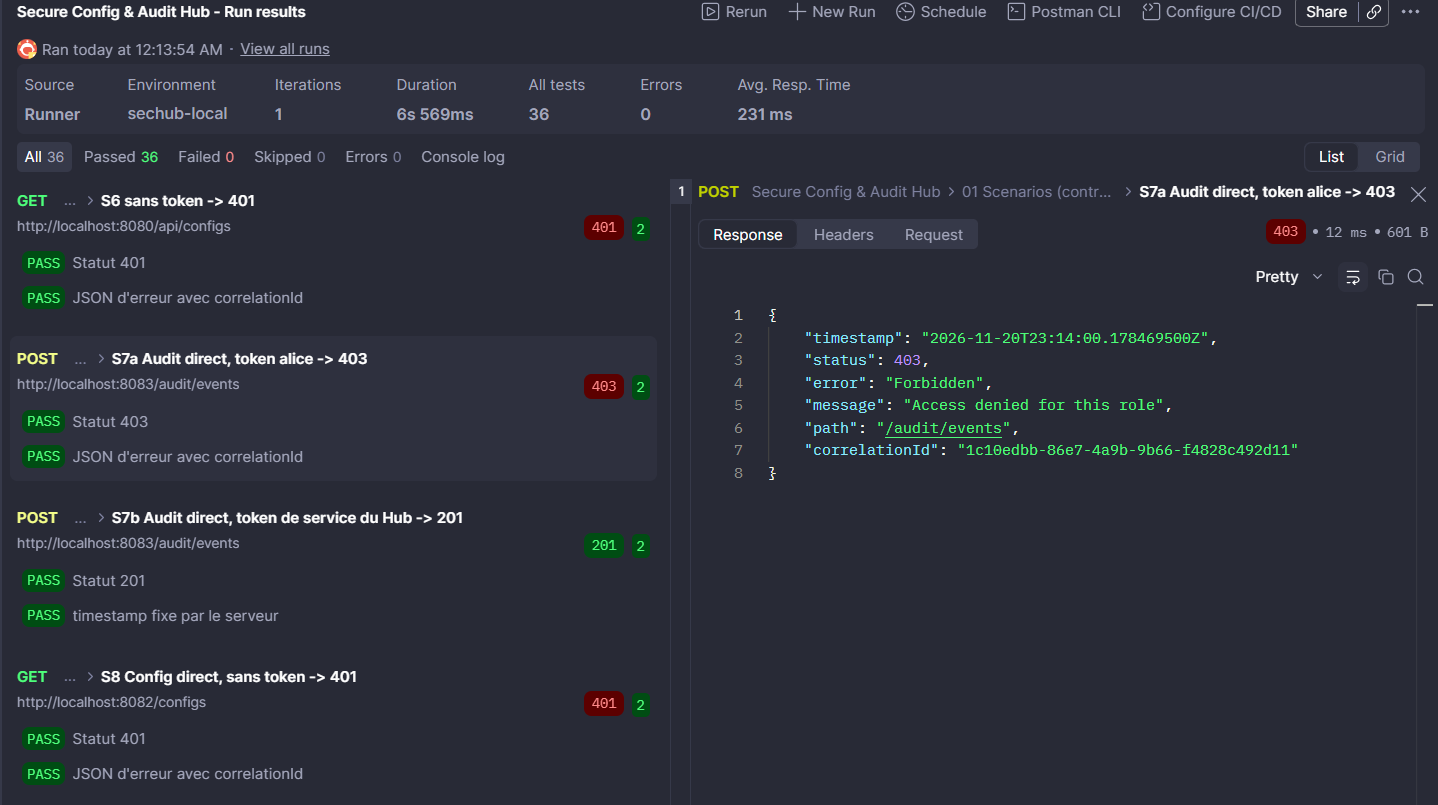 Secure Config & Audit Hub - Run results
Rerun New Run Schedule Postman CLI Configure CI/CD Share
Ran today at 12:13:54 AM · View all runs
Source Environment Iterations Duration All tests Errors Avg. Resp. Time
Runner sechub-local 1 6s 569ms 36 0 231 ms
All 36 Passed 36 Failed 0 Skipped 0 Errors 0 Console log List Grid
GET ... > S6 sans token -> 401
http://localhost:8080/api/configs
401 2
PASS Statut 401
PASS JSON d'erreur avec correlationId
POST ... > S7a Audit direct, token alice -> 403
http://localhost:8083/audit/events
403 2
PASS Statut 403
PASS JSON d'erreur avec correlationId
POST ... > S7b Audit direct, token de service du Hub -> 201
http://localhost:8083/audit/events
201 2
PASS Statut 201
PASS timestamp fixe par le serveur
GET ... > S8 Config direct, sans token -> 401
http://localhost:8082/configs
401 2
PASS Statut 401
PASS JSON d'erreur avec correlationId
1 POST Secure Config & Audit Hub > 01 Scenarios (contr... > S7a Audit direct, token alice -> 403
Response Headers Request 403 • 12 ms • 601 B
Pretty
1 {
2 "timestamp": "2026-11-20T23:14:00.178469500Z",
3 "status": 403,
4 "error": "Forbidden",
5 "message": "Access denied for this role",
6 "path": "/audit/events",
7 "correlationId": "1c10edbb-86e7-4a9b-9b66-f4828c492d11"
8 }